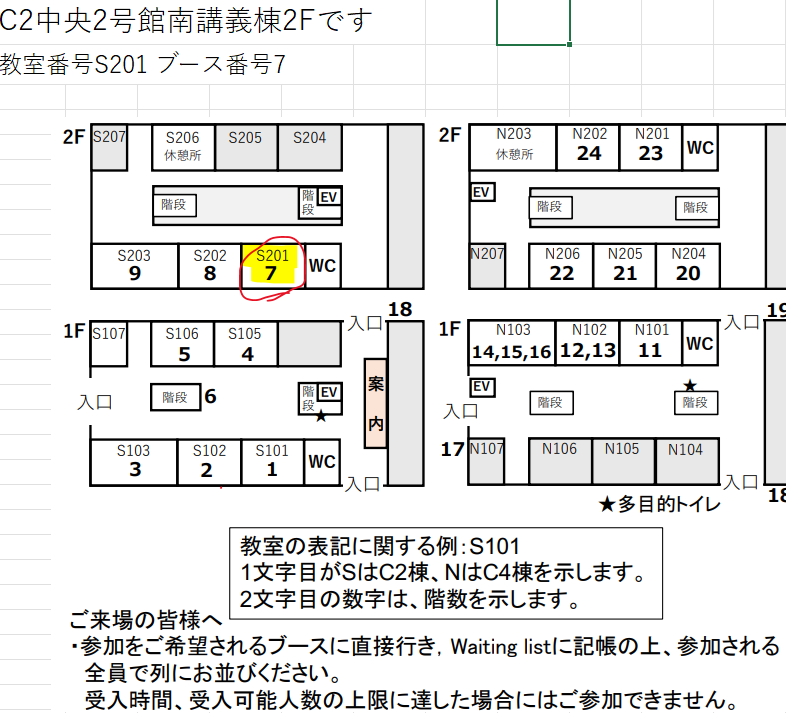 C2中央2号館南講義棟2Fです
教室番号S201 ブース番号7
2F
S207
S206
休憩所
S205
S204
階段
階段
EV
S203
9
S202
8
S201
7
WC
2F
N203
休憩所
N202
24
N201
23
WC
EV
階段
階段
N207
N206
22
N205
21
N204
20
1F
S107
S106
5
S105
4
入口
18
入口
階段
6
階段
EV
★
案内
S103
3
S102
2
S101
1
WC
入口
1F
N103
14,15,16
N102
12,13
N101
11
WC
入口
19
EV
入口
階段
★
階段
17
N107
N106
N105
N104
入口
18
★多目的トイレ
教室の表記に関する例：S101
1文字目がSはC2棟、NはC4棟を示します。
2文字目の数字は、階数を示します。
ご来場の皆様へ
・参加をご希望されるブースに直接行き，Waiting listに記帳の上、参加される
全員で列にお並びください。
受入時間、受入可能人数の上限に達した場合にはご参加できません。